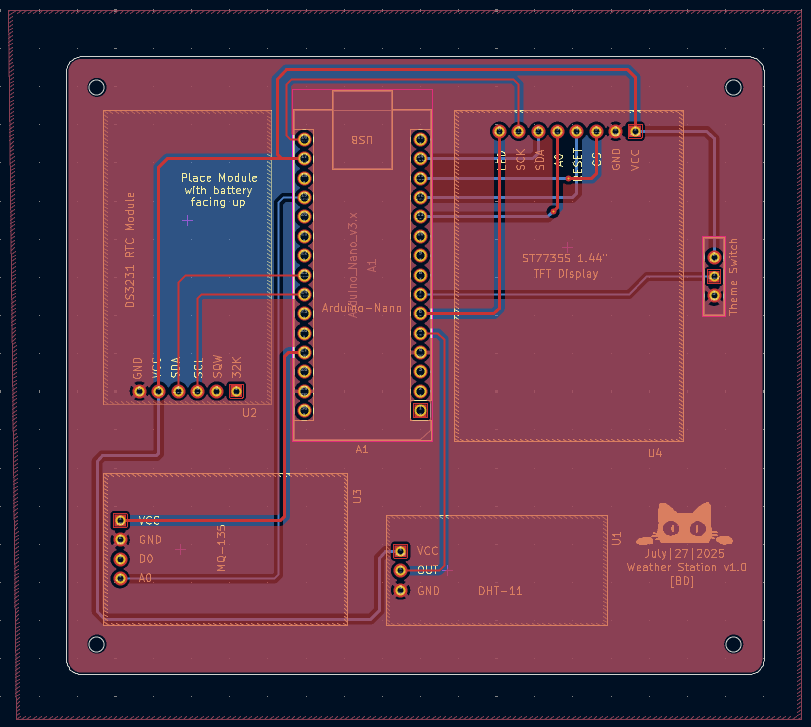 USB
LED
SCK
SDA
A0
RESET
CS
GND
VCC
Place Module
with battery
facing up
DS3231 RTC Module
Arduino_Nano_v3.x
A1
Arduino-Nano
ST7735S 1.44"
TFT DIsplay
Theme Switch
GND
VCC
SDA
SCL
SQW
32K
U2
A1
U4
U3
VCC
GND
D0
A0
MQ-135
VCC
OUT
GND
DHT-11
U1
July|27|2025
Weather Station v1.0
[BD]